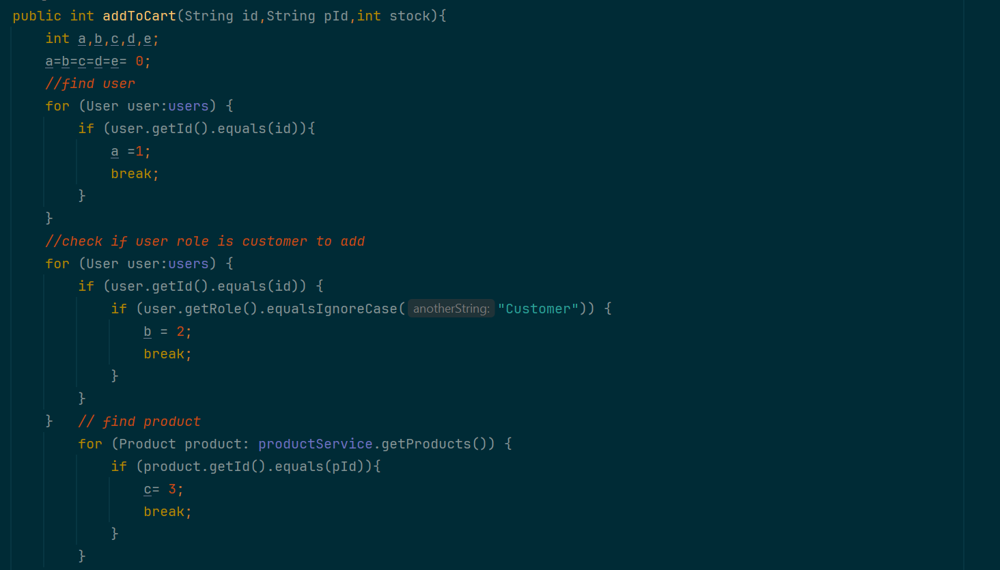 public int addToCart(String id,String pId,int stock){
    int a,b,c,d,e;
    a=b=c=d=e= 0;
    //find user
    for (User user:users) {
        if (user.getId().equals(id)){
            a =1;
            break;
        }
    }
    //check if user role is customer to add
    for (User user:users) {
        if (user.getId().equals(id)) {
            if (user.getRole().equalsIgnoreCase( anotherString: "Customer")) {
                b = 2;
                break;
            }
        }
    }   // find product
        for (Product product: productService.getProducts()) {
            if (product.getId().equals(pId)){
                c= 3;
                break;
            }
        }